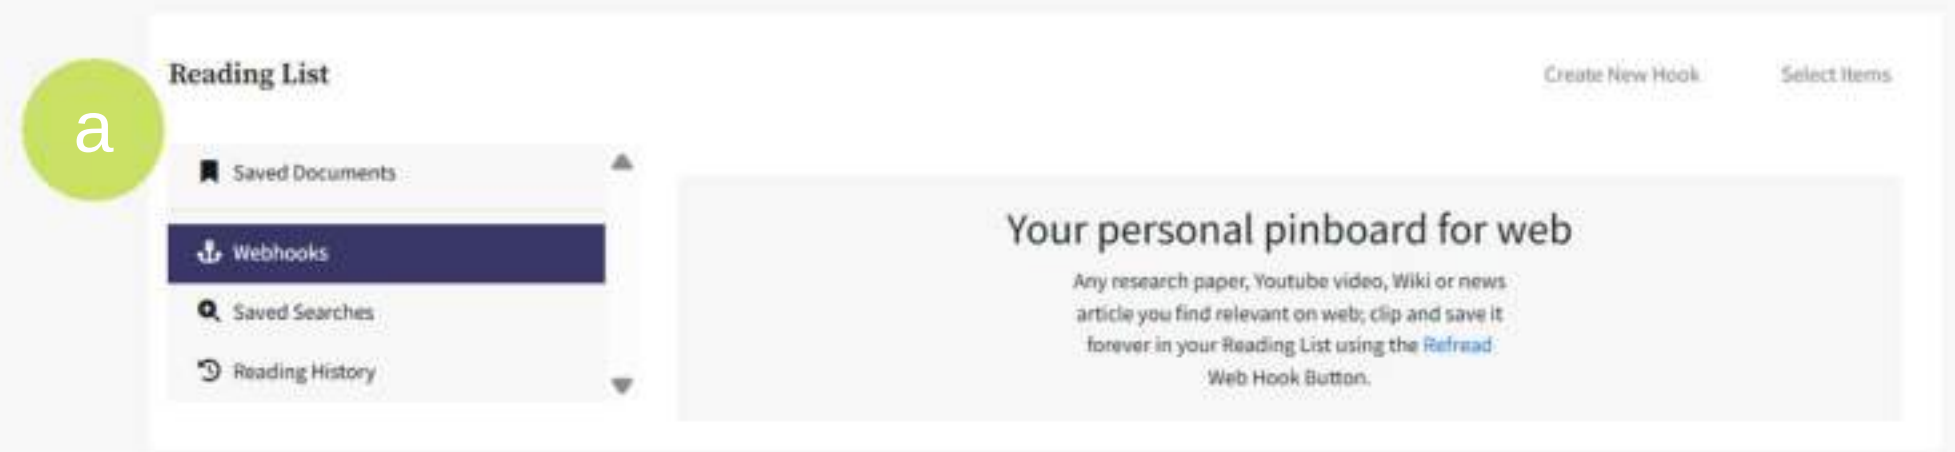 Reading List
Create New Hook
Select Items
a
Saved Documents
Webhooks
Saved Searches
Reading History
Your personal pinboard for web
Any research paper, Youtube video, Wiki or news
article you find relevant on web; clip and save it
forever in your Reading List using the Refread
Web Hook Button.